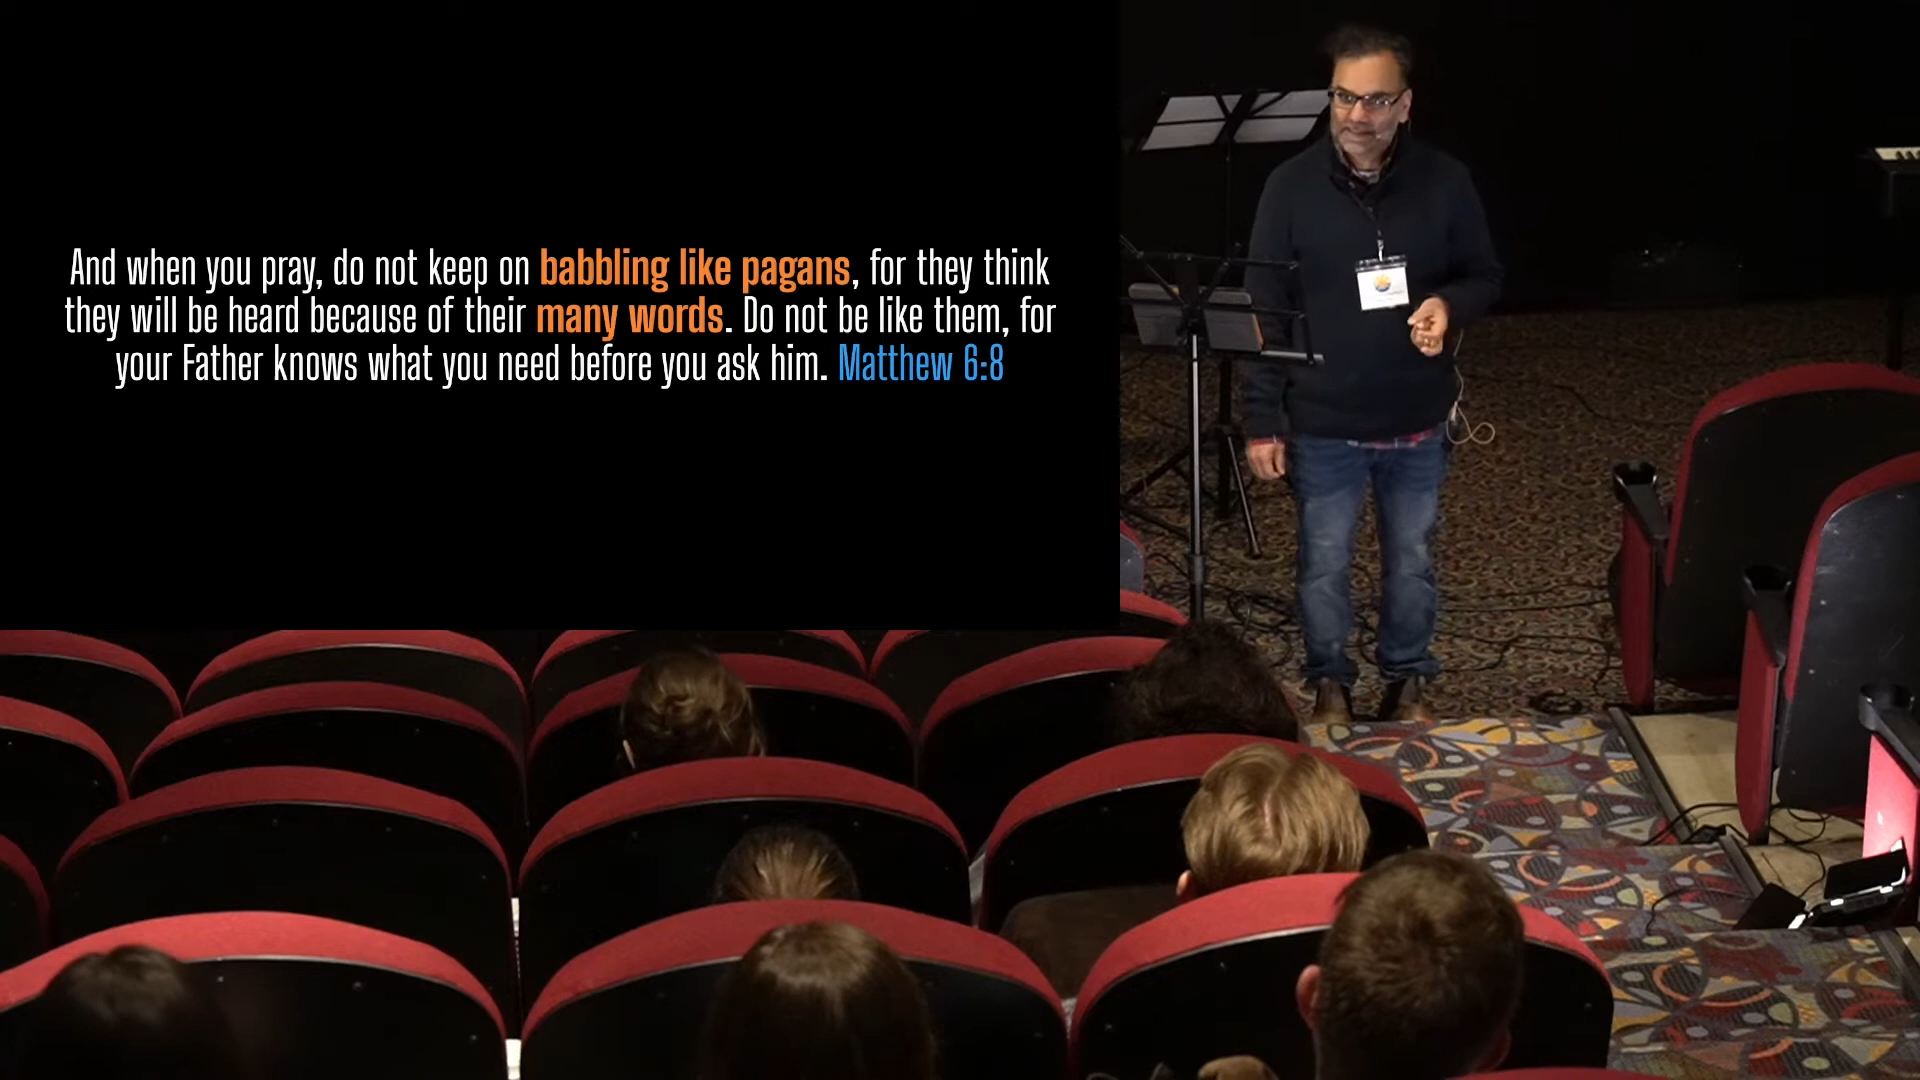 And when you pray, do not keep on babbling like pagans, for they think
they will be heard because of their many words. Do not be like them, for
your Father knows what you need before you ask him. Matthew 6:8